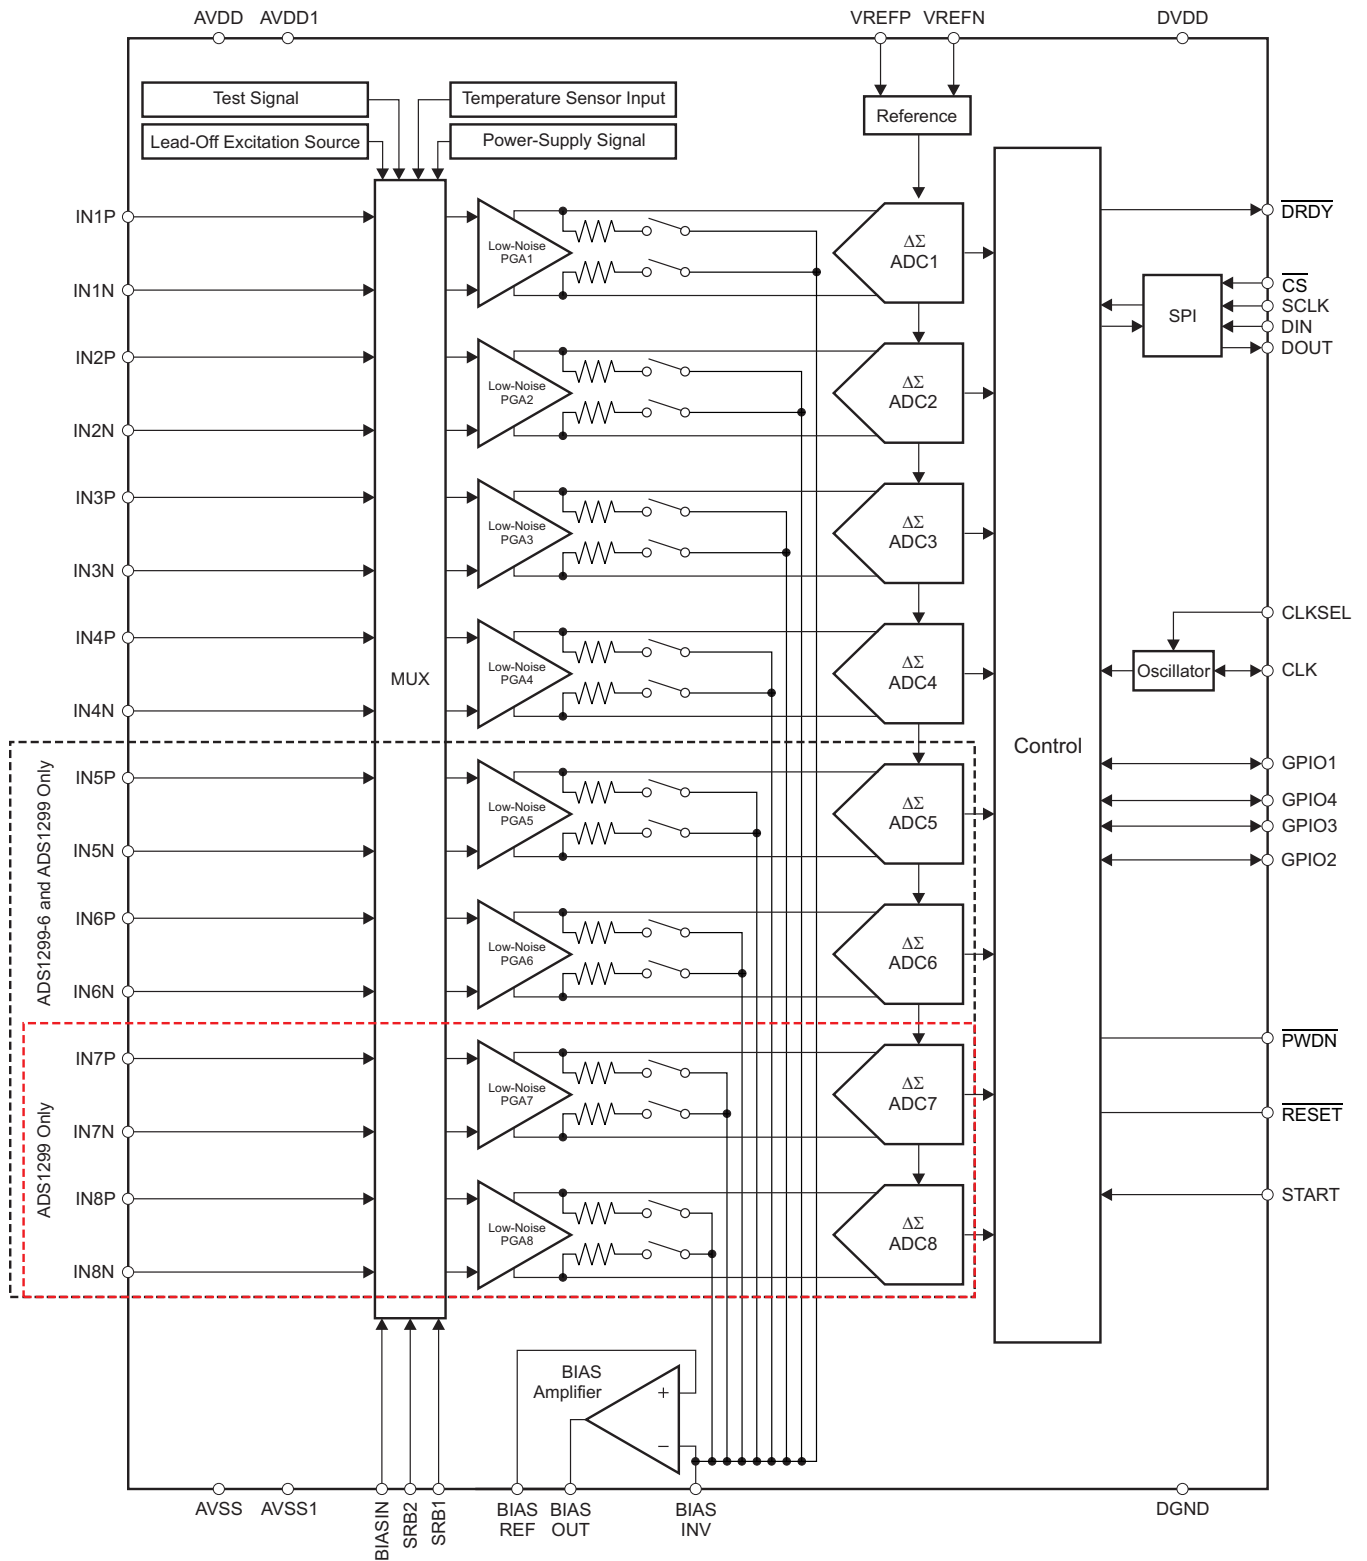 AVDD AVDD1 VREFP VREFN DVDD
Test Signal
Temperature Sensor Input
Lead-Off Excitation Source
Power-Supply Signal
Reference
IN1P
IN1N
IN2P
IN2N
IN3P
IN3N
IN4P
IN4N
IN5P
IN5N
IN6P
IN6N
IN7P
IN7N
IN8P
IN8N
ADS1299-6 and ADS1299 Only
ADS1299 Only
MUX
Low-Noise
PGA1
Low-Noise
PGA2
Low-Noise
PGA3
Low-Noise
PGA4
Low-Noise
PGA5
Low-Noise
PGA6
Low-Noise
PGA7
Low-Noise
PGA8
ΔΣ
ADC1
ΔΣ
ADC2
ΔΣ
ADC3
ΔΣ
ADC4
ΔΣ
ADC5
ΔΣ
ADC6
ΔΣ
ADC7
ΔΣ
ADC8
Control
SPI
Oscillator
DRDY
CS
SCLK
DIN
DOUT
CLKSEL
CLK
GPIO1
GPIO4
GPIO3
GPIO2
PWDN
RESET
START
BIAS
Amplifier
+
−
AVSS AVSS1
BIASIN
SRB2
SRB1
BIAS
REF
BIAS
OUT
BIAS
INV
DGND